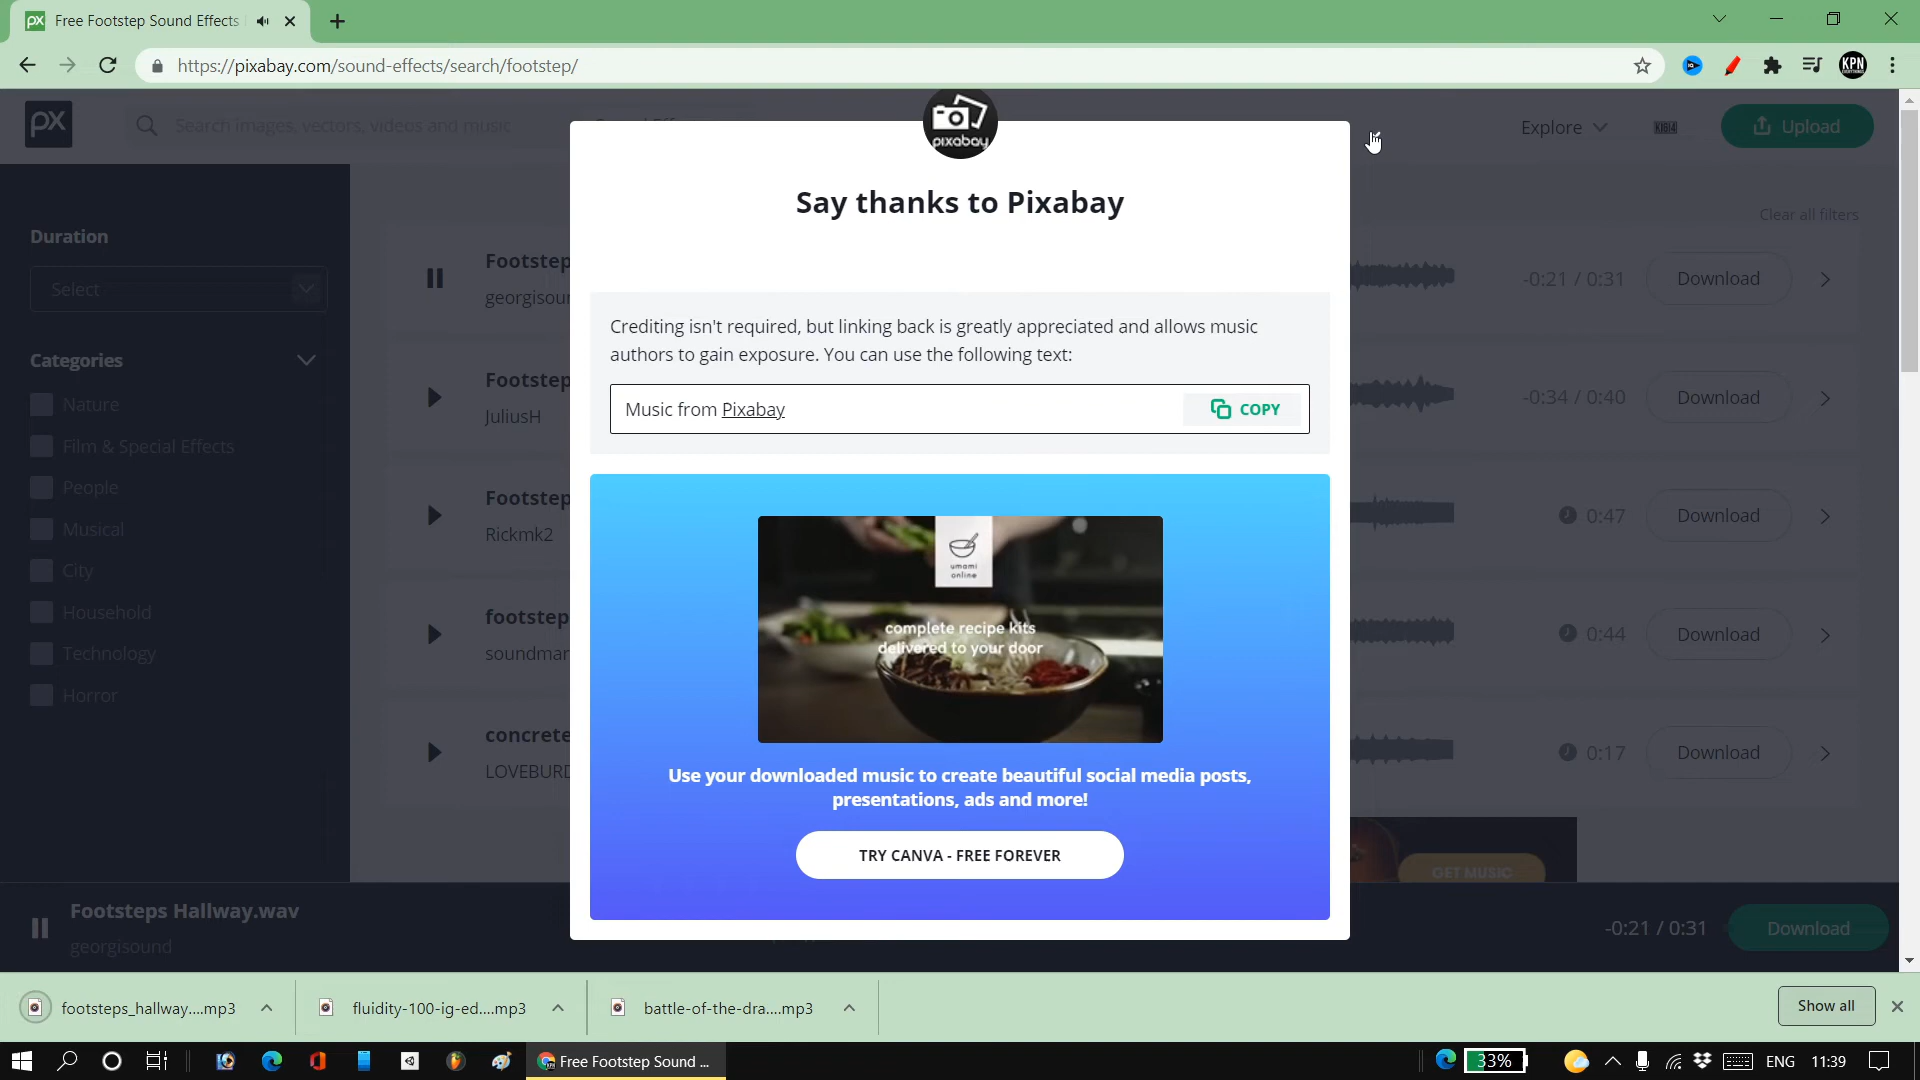 Free Footstep Sound Effects
https://pixabay.com/sound-effects/search/footstep/
KPN
px
Search images, vectors, videos and music
Explore
Upload
pixabay
Say thanks to Pixabay
Clear all filters
Duration
Select
Categories
Nature
Film & Special Effects
People
Musical
City
Household
Technology
Horror
Footstep
georgisour
-0:21 / 0:31
Download
Footstep
JuliusH
-0:34 / 0:40
Download
Footstep
Rickmk2
0:47
Download
footstep
soundmar
0:44
Download
concrete
LOVEBURD
0:17
Download
Crediting isn't required, but linking back is greatly appreciated and allows music
authors to gain exposure. You can use the following text:
Music from Pixabay
COPY
umami
online
complete recipe kits
delivered to your door
Use your downloaded music to create beautiful social media posts,
presentations, ads and more!
TRY CANVA - FREE FOREVER
GET MUSIC
Footsteps Hallway.wav
georgisound
-0:21 / 0:31
Download
footsteps_hallway....mp3
fluidity-100-ig-ed....mp3
battle-of-the-dra....mp3
Show all
Free Footstep Sound ...
33%
ENG
11:39